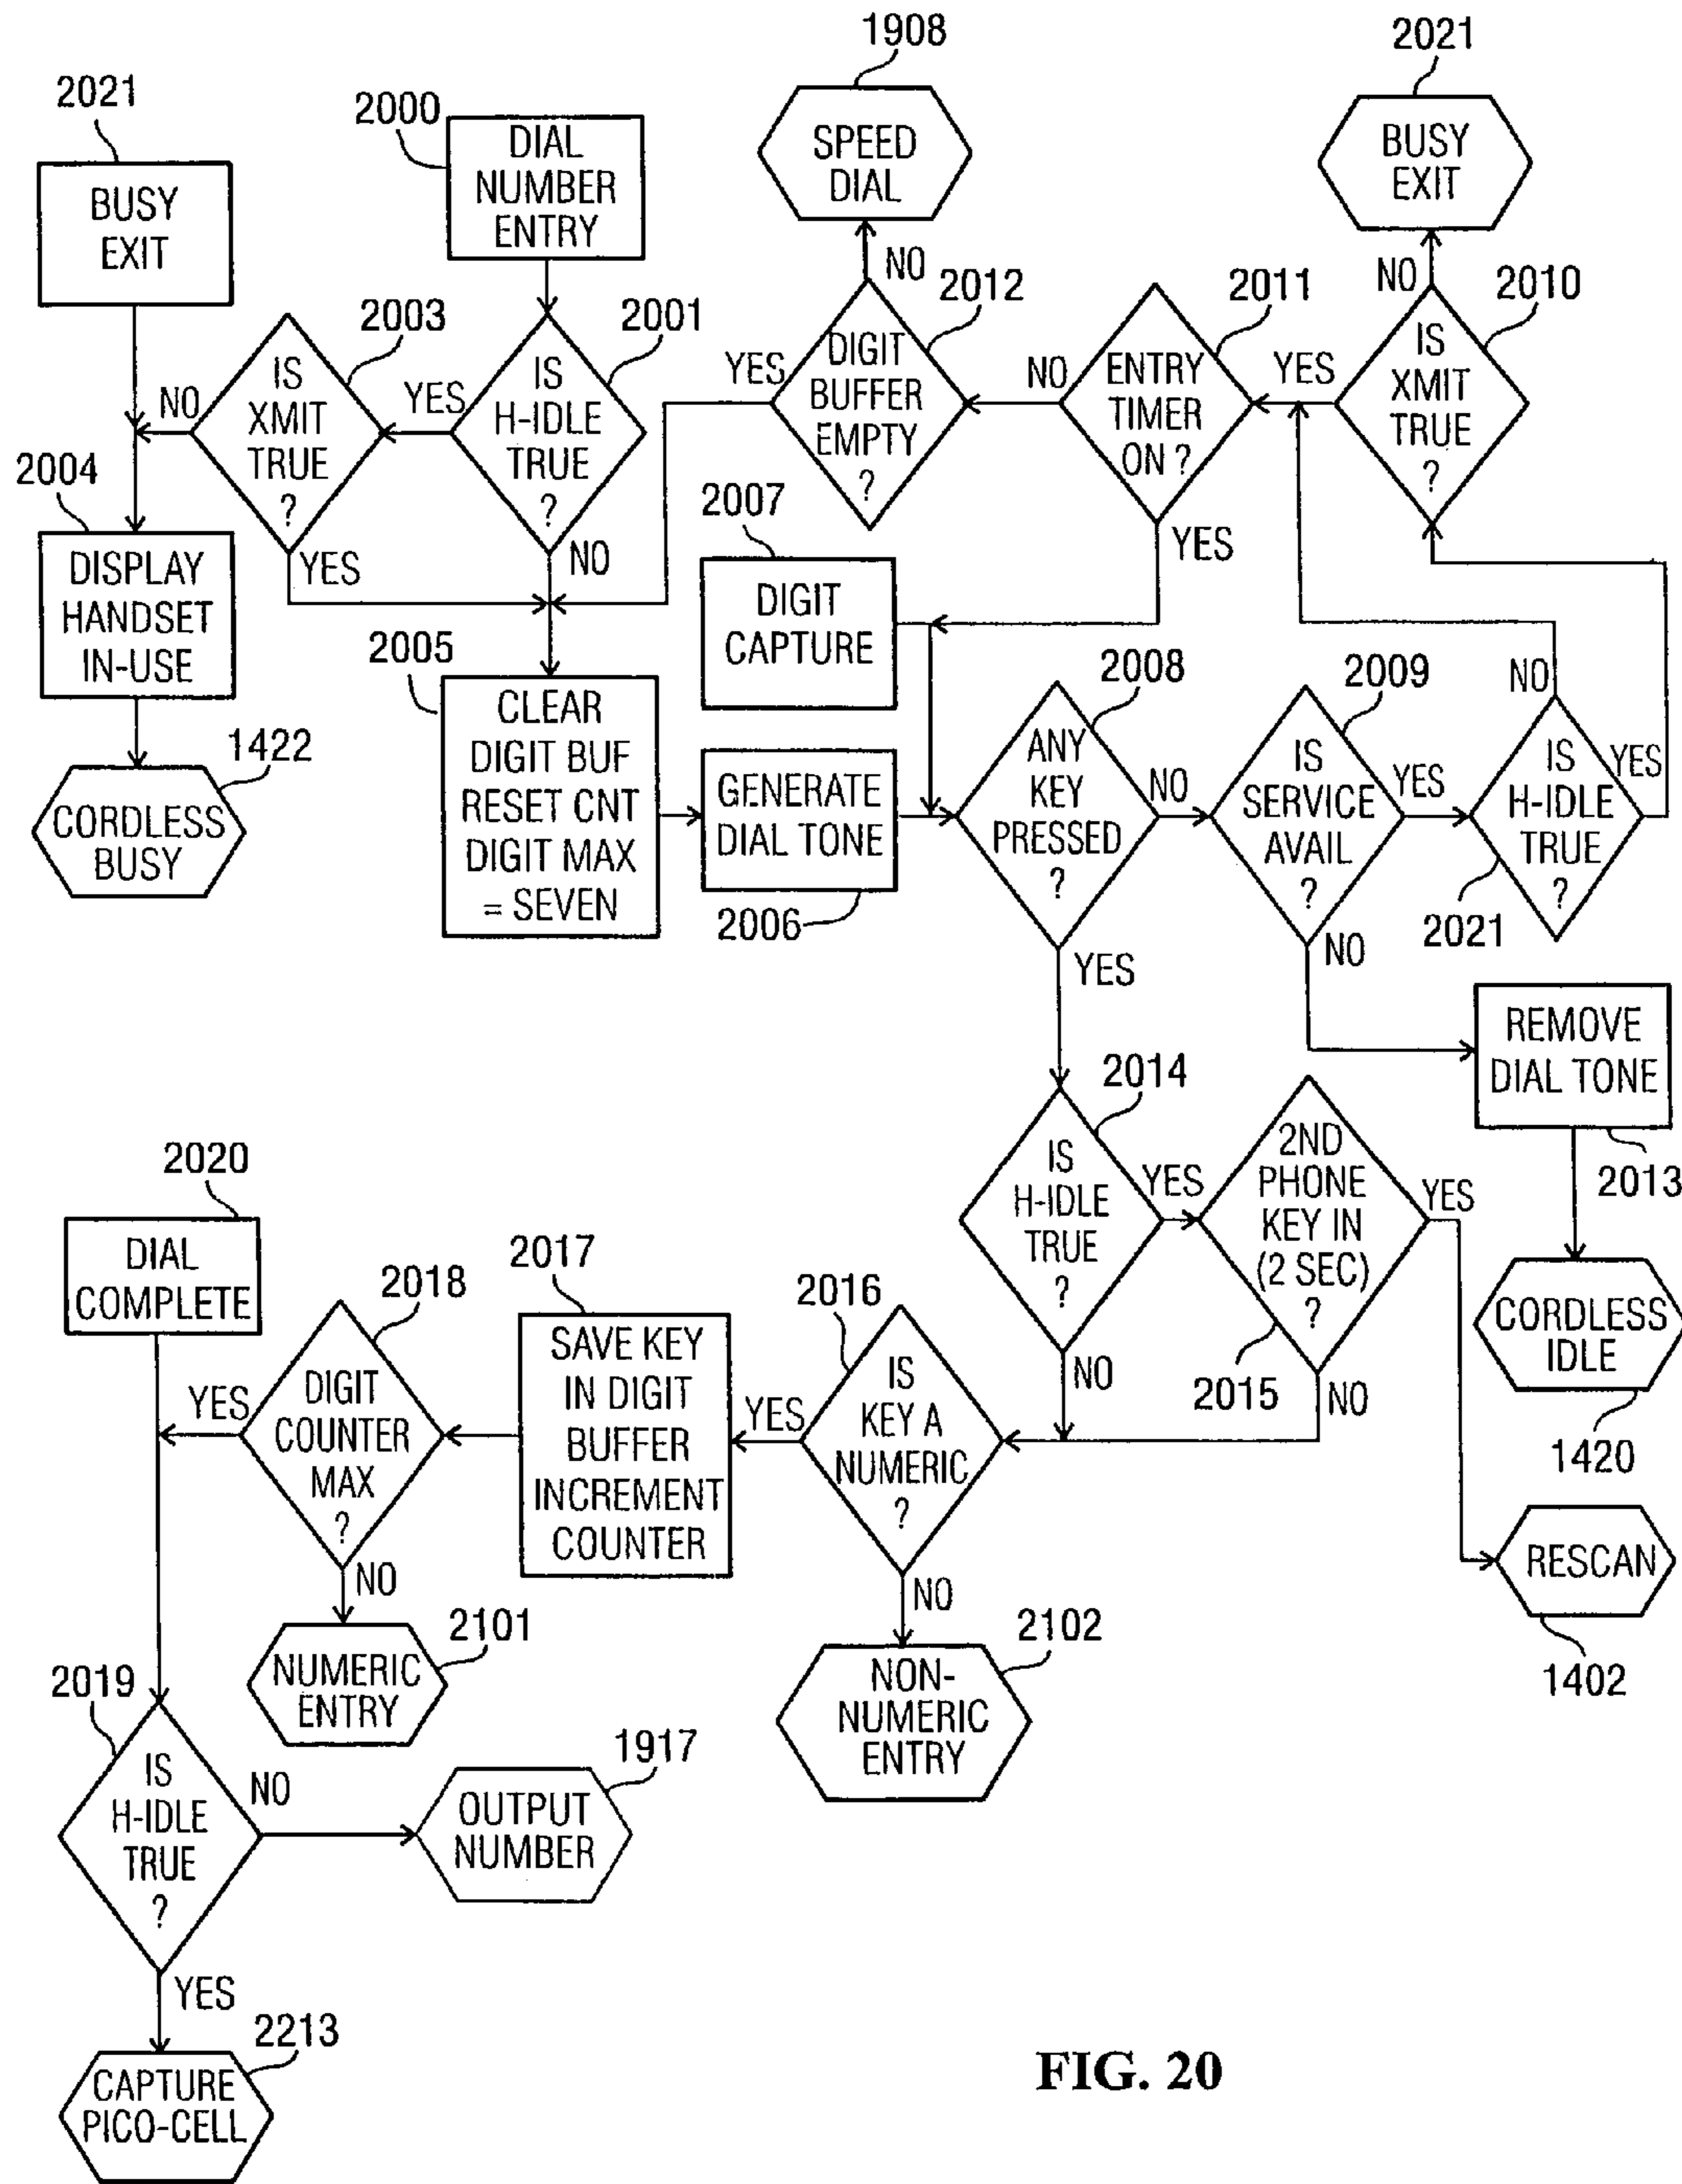 1908
2021
2021
2000
SPEED
DIAL
BUSY
EXIT
BUSY
EXIT
DIAL
NUMBER
ENTRY
NO
2012
2011
NO
2010
2003
2001
IS
XMIT
TRUE
?
NO
YES
IS
H-IDLE
TRUE
?
YES
DIGIT
BUFFER
EMPTY
?
NO
ENTRY
TIMER
ON ?
YES
IS
XMIT
TRUE
?
2004
YES
NO
2007
YES
DISPLAY
HANDSET
IN-USE
DIGIT
CAPTURE
2005
2008
2009
NO
1422
CORDLESS
BUSY
CLEAR
DIGIT BUF
RESET CNT
DIGIT MAX
= SEVEN
GENERATE
DIAL TONE
2006
ANY
KEY
PRESSED
?
NO
IS
SERVICE
AVAIL
?
YES
IS
H-IDLE
TRUE
?
YES
2021
YES
NO
REMOVE
DIAL TONE
2013
2014
IS
H-IDLE
TRUE
?
YES
2ND
PHONE
KEY IN
(2 SEC)
?
YES
2015
NO
NO
CORDLESS
IDLE
1420
2020
DIAL
COMPLETE
2018
2017
2016
YES
DIGIT
COUNTER
MAX
?
SAVE KEY
IN DIGIT
BUFFER
INCREMENT
COUNTER
YES
IS
KEY A
NUMERIC
?
RESCAN
1402
NO
NO
2101
NUMERIC
ENTRY
2102
NON-
NUMERIC
ENTRY
2019
IS
H-IDLE
TRUE
?
NO
1917
OUTPUT
NUMBER
YES
2213
CAPTURE
PICO-CELL
FIG. 20